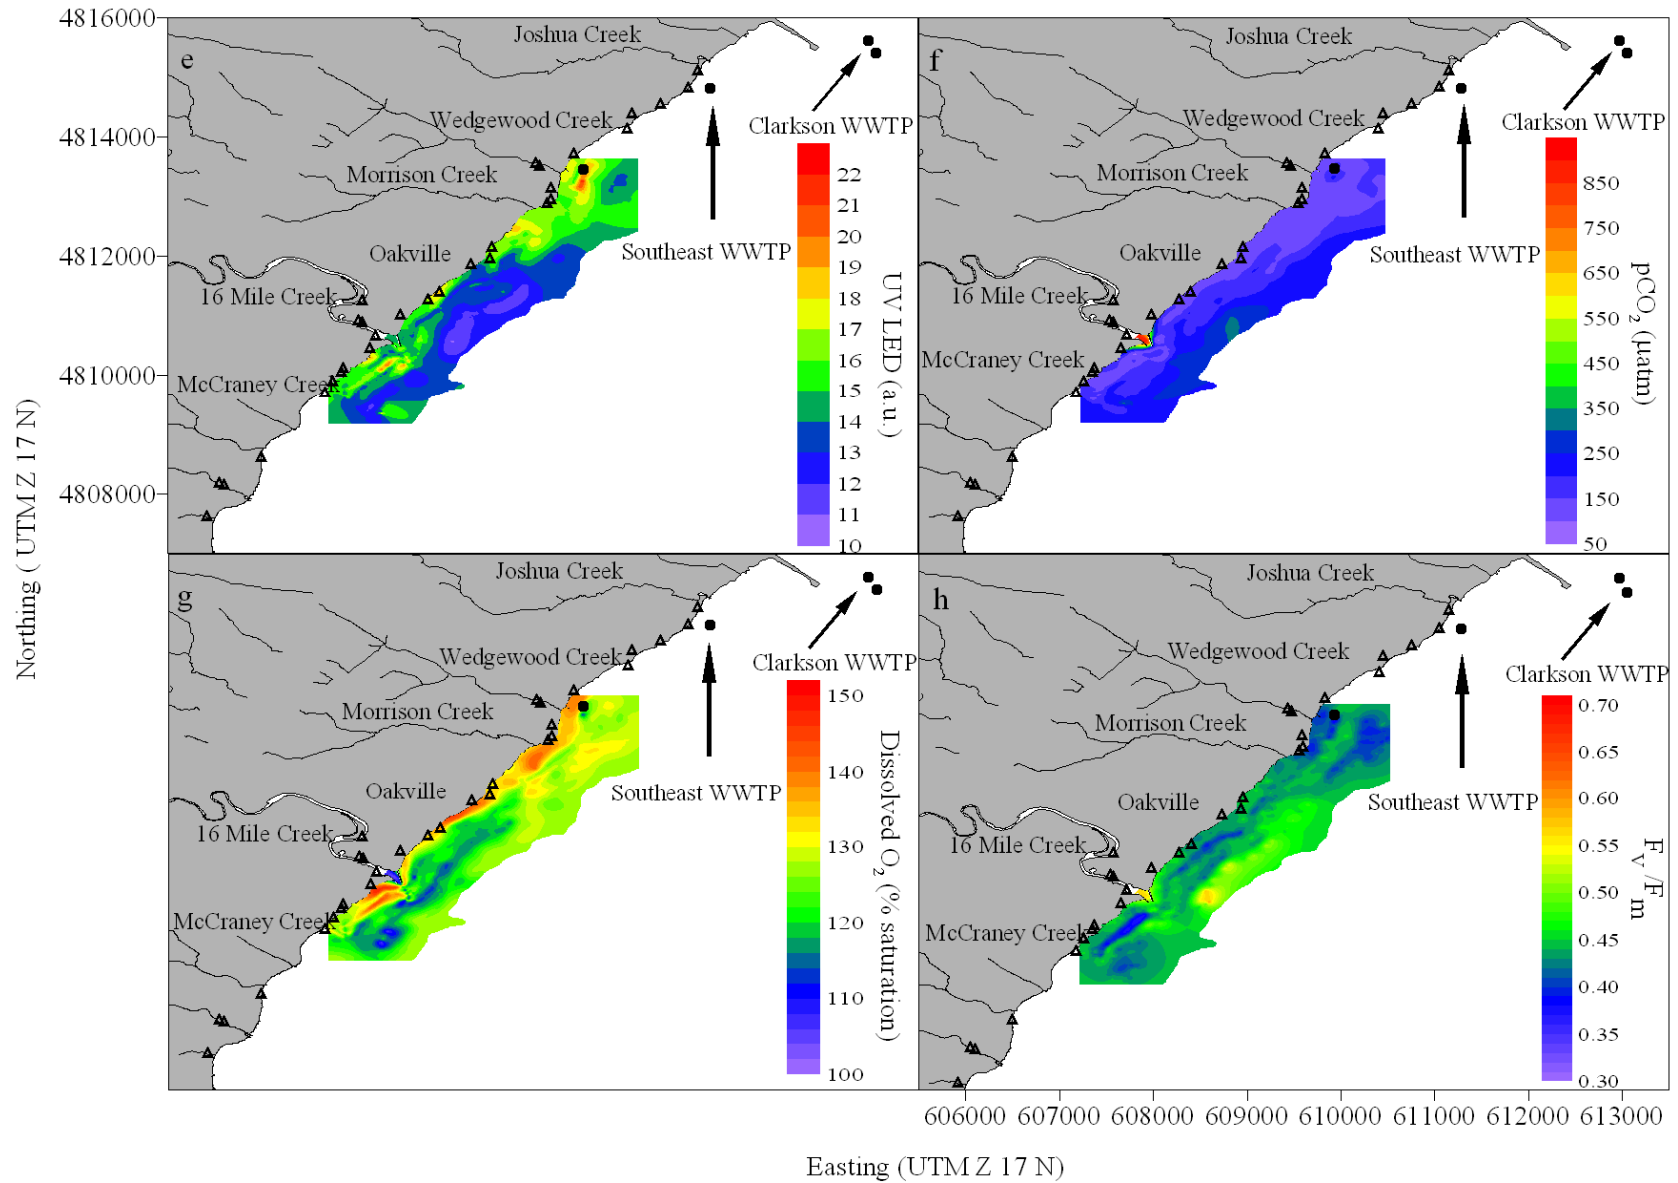 4816000
4814000
4812000
4810000
4808000
Northing ( UTM Z 17 N)
e
Joshua Creek
Wedgewood Creek
Clarkson WWTP
Morrison Creek
Southeast WWTP
Oakville
16 Mile Creek
McCraney Creek
22
21
20
19
18
17
16
15
14
13
12
11
10
UV LED (a.u.)
f
Joshua Creek
Wedgewood Creek
Clarkson WWTP
Morrison Creek
Southeast WWTP
Oakville
16 Mile Creek
McCraney Creek
850
750
650
550
450
350
250
150
50
pCO2 (µatm)
g
Joshua Creek
Wedgewood Creek
Clarkson WWTP
Morrison Creek
Southeast WWTP
Oakville
16 Mile Creek
McCraney Creek
150
140
130
120
110
100
Dissolved O2 (% saturation)
h
Joshua Creek
Wedgewood Creek
Clarkson WWTP
Morrison Creek
Southeast WWTP
Oakville
16 Mile Creek
McCraney Creek
0.70
0.65
0.60
0.55
0.50
0.45
0.40
0.35
0.30
Fv/Fm
606000 607000 608000 609000 610000 611000 612000 613000
Easting (UTM Z 17 N)